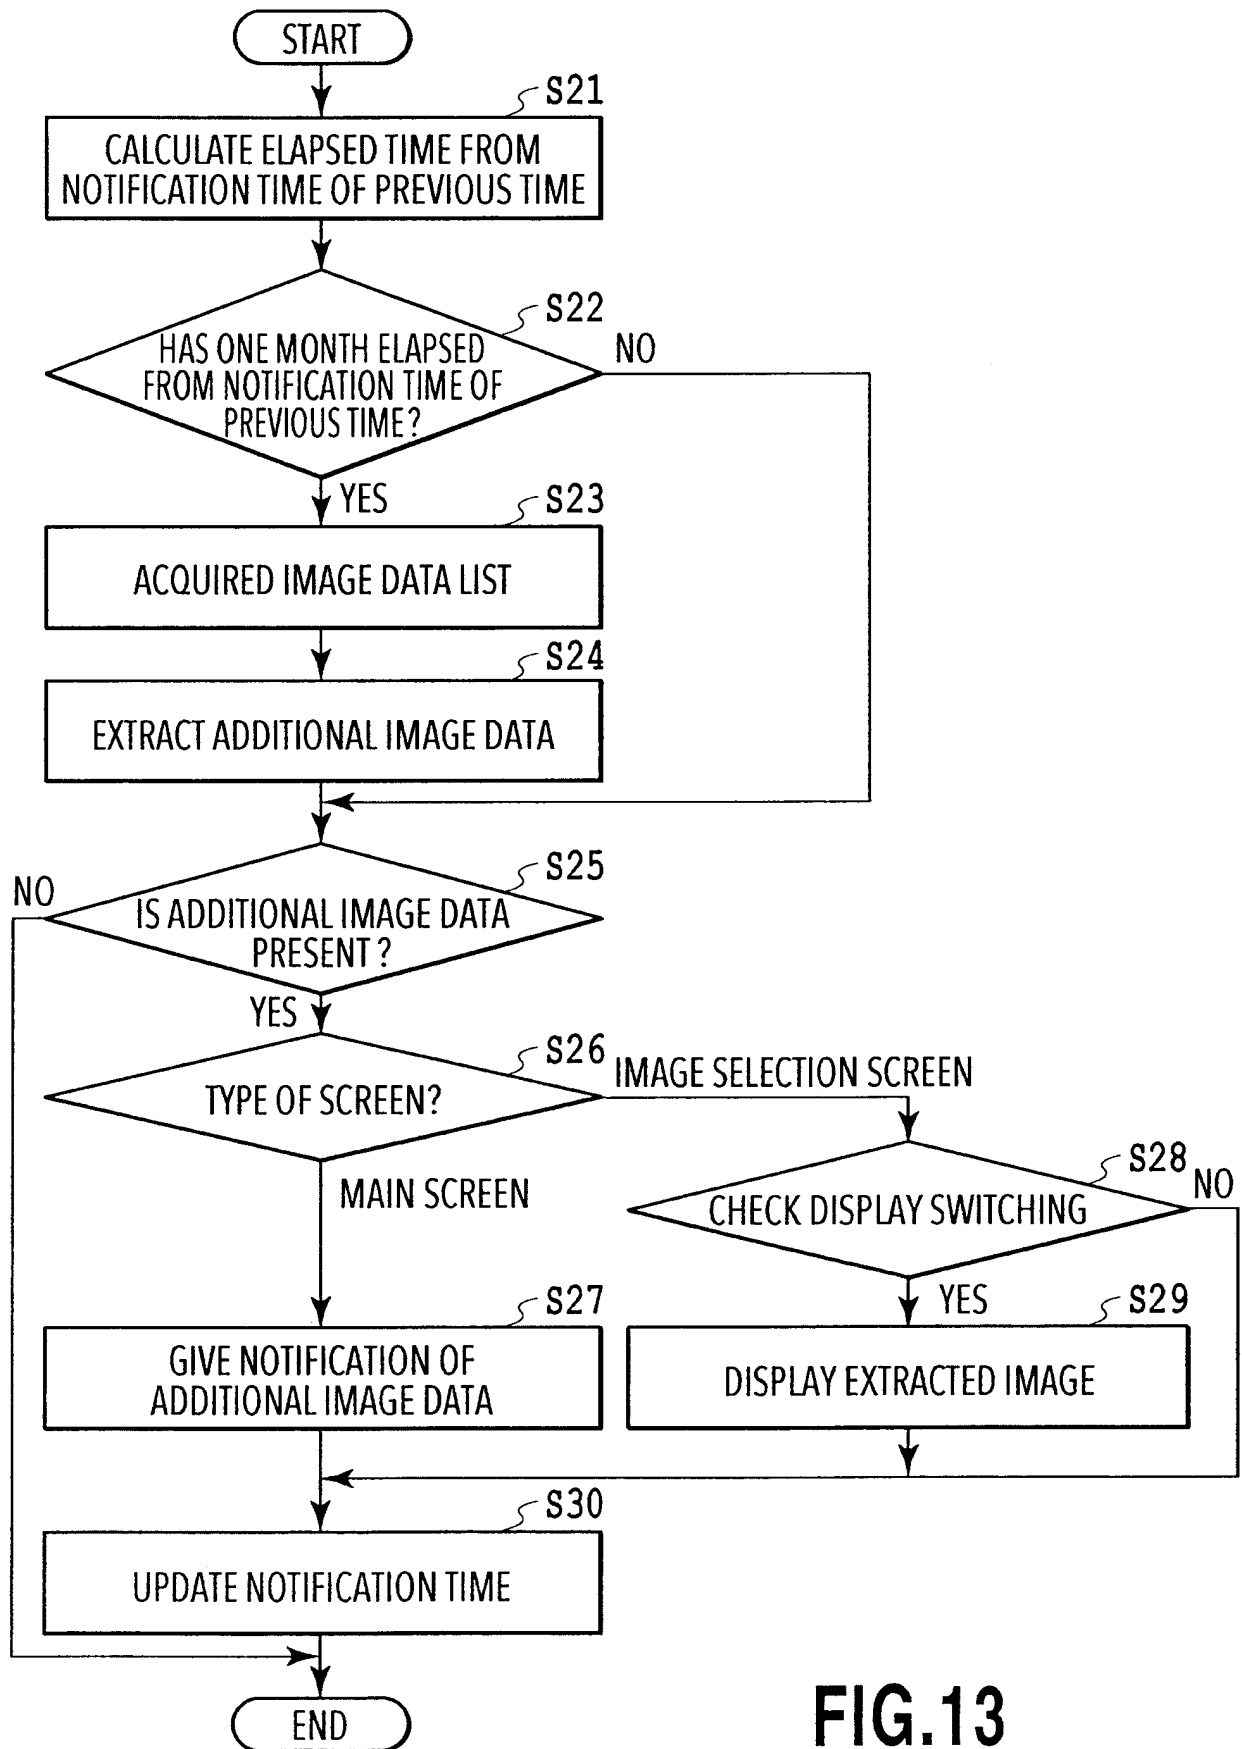 START
S21
CALCULATE ELAPSED TIME FROM
NOTIFICATION TIME OF PREVIOUS TIME
S22
HAS ONE MONTH ELAPSED
FROM NOTIFICATION TIME OF
PREVIOUS TIME?
NO
YES
S23
ACQUIRED IMAGE DATA LIST
S24
EXTRACT ADDITIONAL IMAGE DATA
S25
NO
IS ADDITIONAL IMAGE DATA
PRESENT?
YES
S26
TYPE OF SCREEN?
IMAGE SELECTION SCREEN
MAIN SCREEN
S28
CHECK DISPLAY SWITCHING
NO
YES
S27
GIVE NOTIFICATION OF
ADDITIONAL IMAGE DATA
S29
DISPLAY EXTRACTED IMAGE
S30
UPDATE NOTIFICATION TIME
END
FIG.13